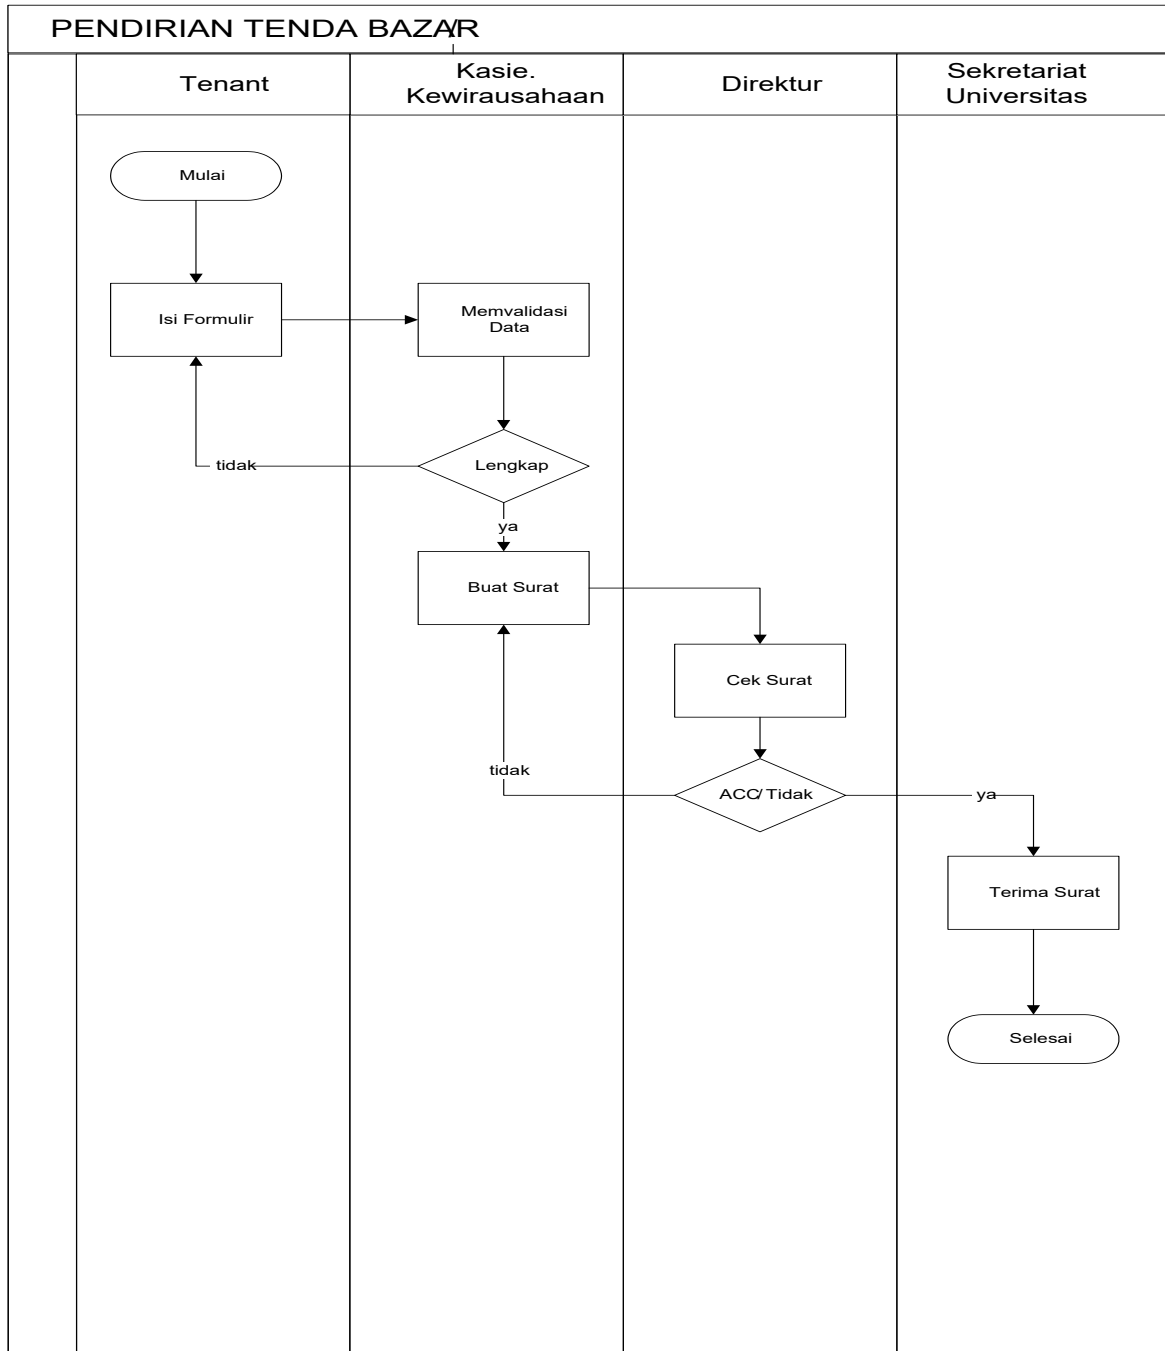 PENDIRIAN TENDA BAZAR
Tenant
Kasie.
Kewirausahaan
Direktur
Sekretariat
Universitas
Mulai
Isi Formulir
Memvalidasi
Data
tidak
Lengkap
ya
Buat Surat
Cek Surat
tidak
ACC/Tidak
ya
Terima Surat
Selesai